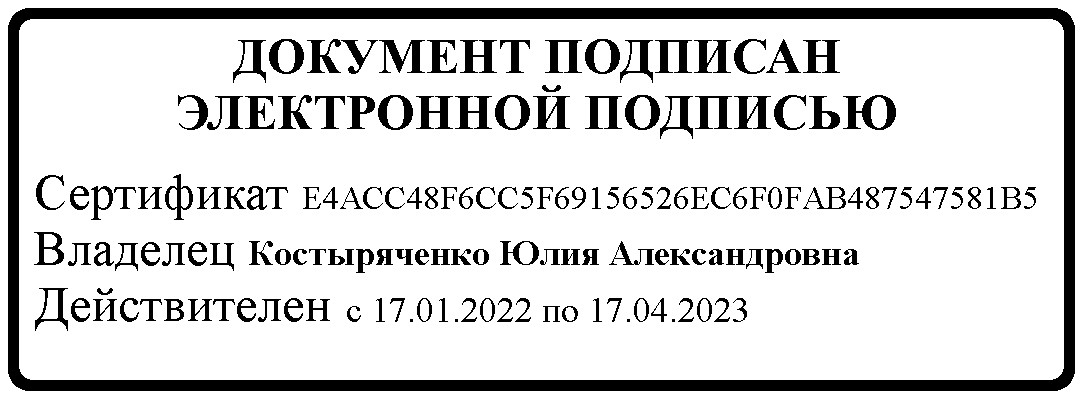 ДОКУМЕНТ ПОДПИСАН
ЭЛЕКТРОННОЙ ПОДПИСЬЮ
Сертификат E4ACC48F6CC5F69156526EC6F0FAB487547581B5
Владелец Костыряченко Юлия Александровна
Действителен с 17.01.2022 по 17.04.2023